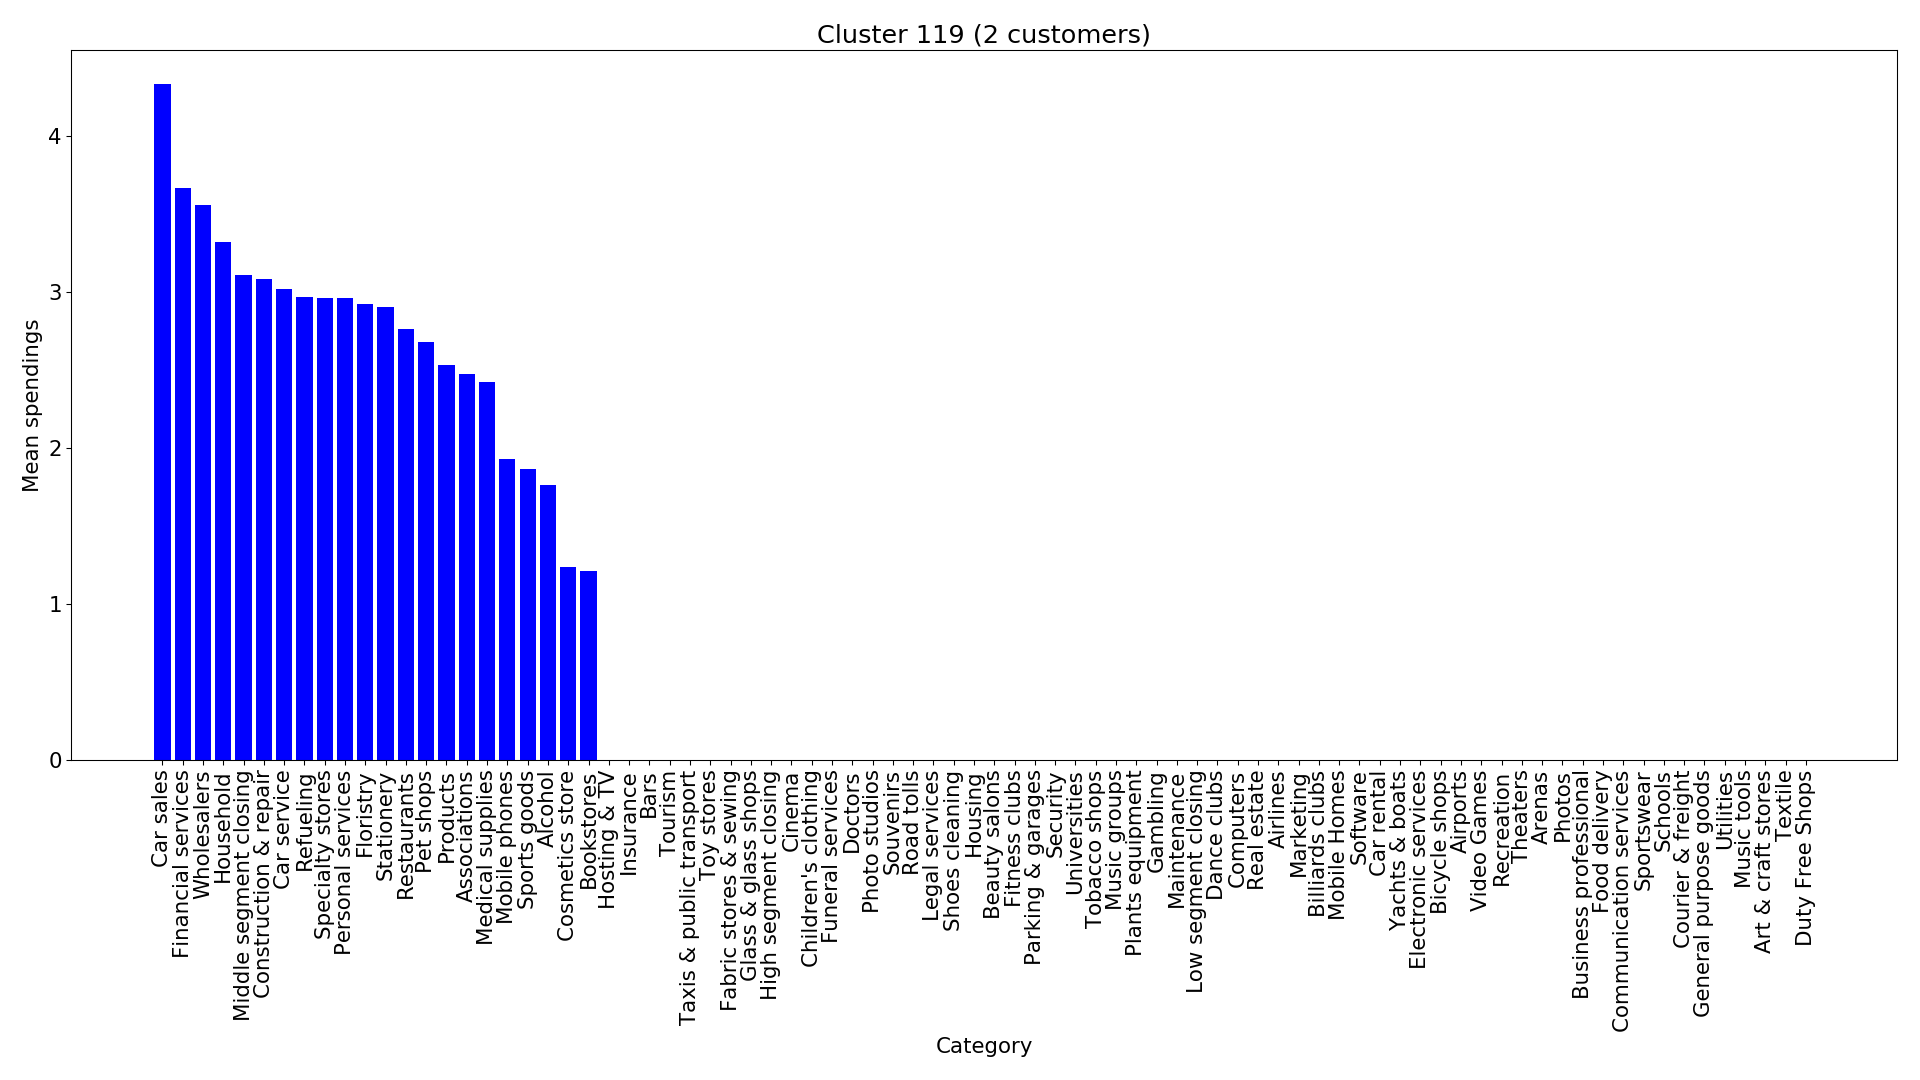 Cluster 119 (2 customers)
Mean spendings
4
3
2
1
0
Car sales
Financial services
Wholesalers
Household
Middle segment closing
Construction & repair
Car service
Refueling
Specialty stores
Personal services
Floristry
Stationery
Restaurants
Pet shops
Products
Associations
Medical supplies
Mobile phones
Sports goods
Alcohol
Cosmetics store
Bookstores
Hosting & TV
Insurance
Bars
Tourism
Taxis & public transport
Toy stores
Fabric stores & sewing
Glass & glass shops
High segment closing
Cinema
Children's clothing
Funeral services
Doctors
Photo studios
Souvenirs
Road tolls
Legal services
Shoes cleaning
Housing
Beauty salons
Fitness clubs
Parking & garages
Security
Universities
Tobacco shops
Music groups
Plants equipment
Gambling
Maintenance
Low segment closing
Dance clubs
Computers
Real estate
Airlines
Marketing
Billiards clubs
Mobile Homes
Software
Car rental
Yachts & boats
Electronic services
Bicycle shops
Airports
Video Games
Recreation
Theaters
Arenas
Photos
Business professional
Food delivery
Communication services
Sportswear
Schools
Courier & freight
General purpose goods
Utilities
Music tools
Art & craft stores
Textile
Duty Free Shops
Category